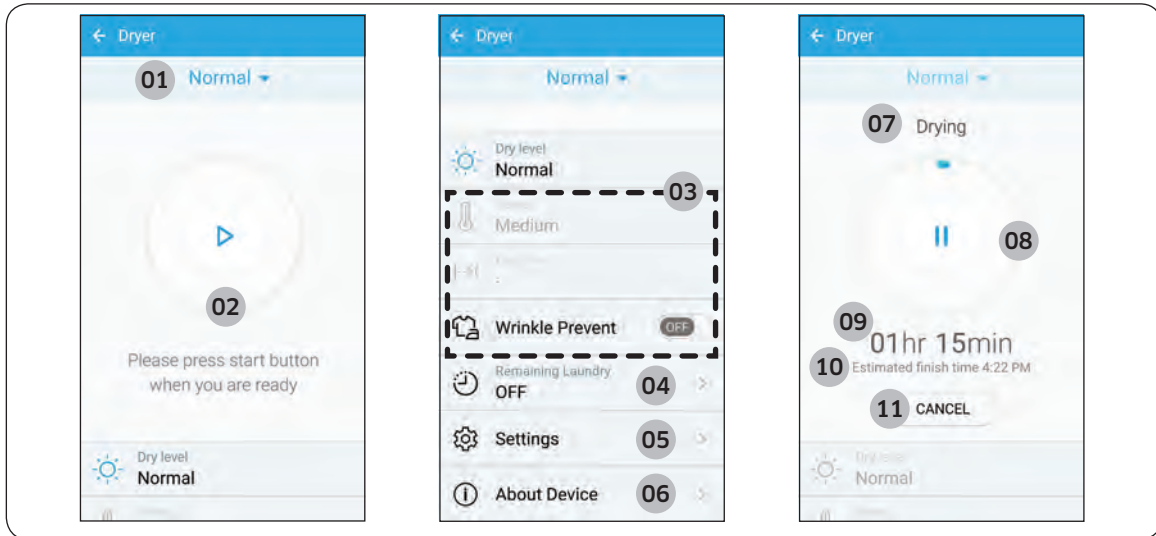 Dryer
01 Normal
02
Please press start button
when you are ready
Dry level
Normal
Dryer
Normal
Dry level
Normal
03
Medium
Wrinkle Prevent OFF
Remaining Laundry
OFF 04
Settings 05
About Device 06
Dryer
Normal
07 Drying
08
09
01hr 15min
10 Estimated finish time 4:22 PM
11 CANCEL
Dry level
Normal